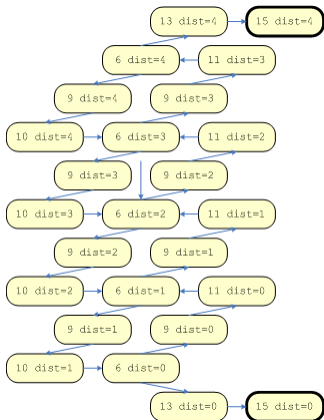 13 dist=4
15 dist=4
6 dist=4
11 dist=3
9 dist=4
9 dist=3
10 dist=4
6 dist=3
11 dist=2
9 dist=3
9 dist=2
10 dist=3
6 dist=2
11 dist=1
9 dist=2
9 dist=1
10 dist=2
6 dist=1
11 dist=0
9 dist=1
9 dist=0
10 dist=1
6 dist=0
13 dist=0
15 dist=0